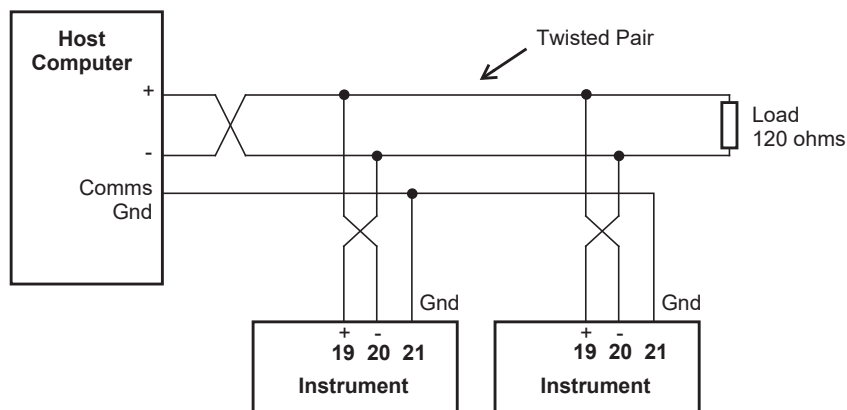 Host
Computer
Twisted Pair
+
-
Load
120 ohms
Comms
Gnd
Gnd
Gnd
+ -
19 20 21
Instrument
+ -
19 20 21
Instrument